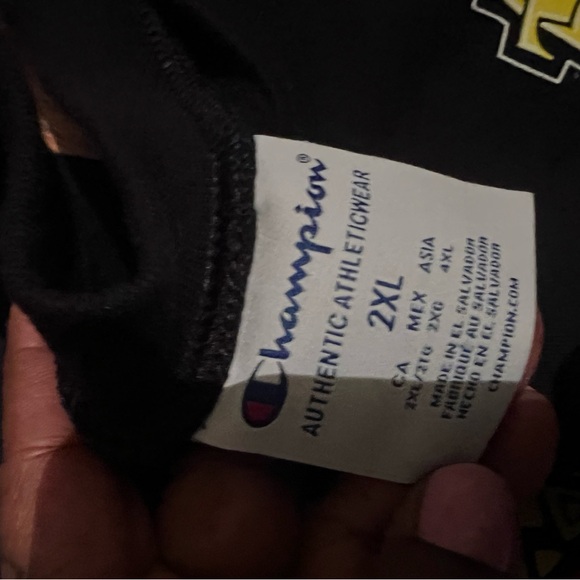 Champion®
AUTHENTIC ATHLETICWEAR
2XL
CA MEX ASIA
2XL/2TG 2XG 4XL
MADE IN EL SALVADOR
FABRIQUÉ AU SALVADOR
HECHO EN EL SALVADOR
CHAMPION.COM